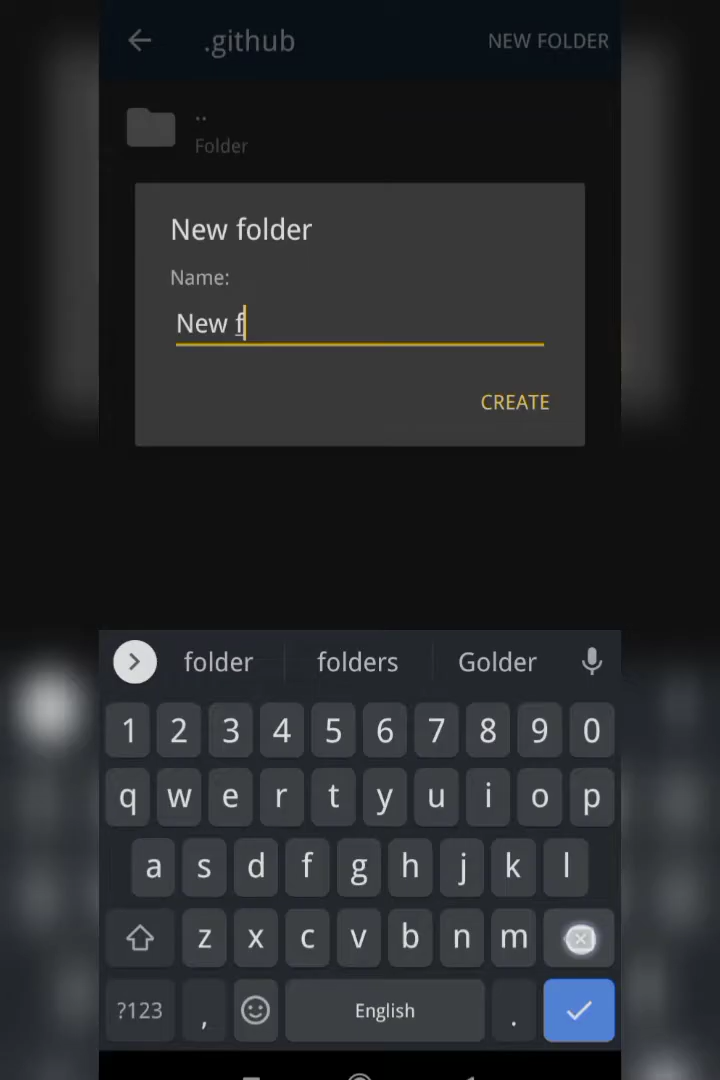 .github NEW FOLDER
..
Folder
New folder
Name:
New f
CREATE
folder folders Golder
1 2 3 4 5 6 7 8 9 0
q w e r t y u i o p
a s d f g h j k l
z x c v b n m
?123 , English .